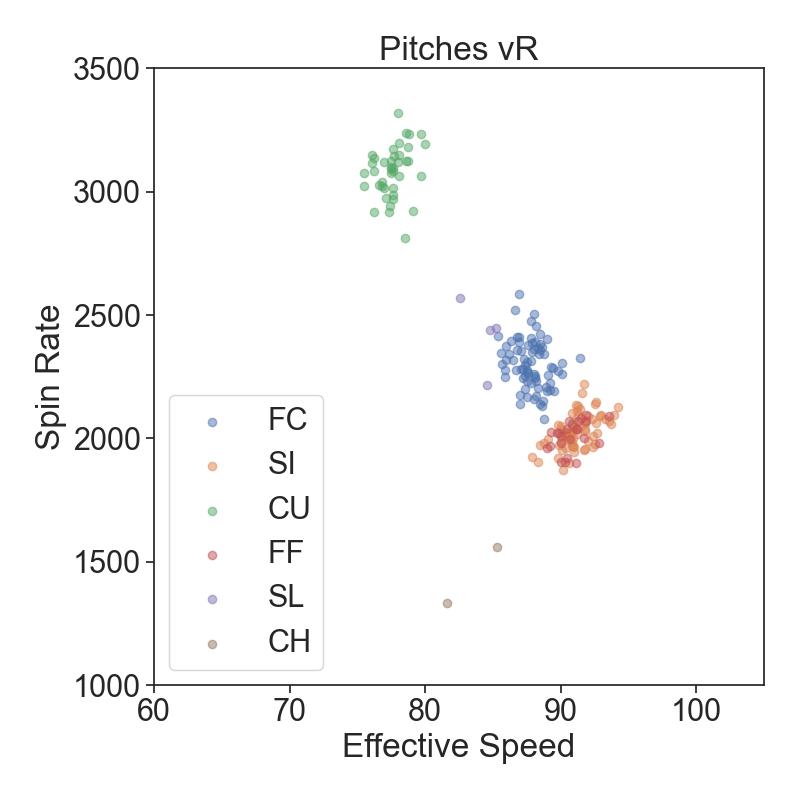 Pitches vR
3500
3000
2500
2000
1500
1000
Spin Rate
FC
SI
CU
FF
SL
CH
60 70 80 90 100
Effective Speed